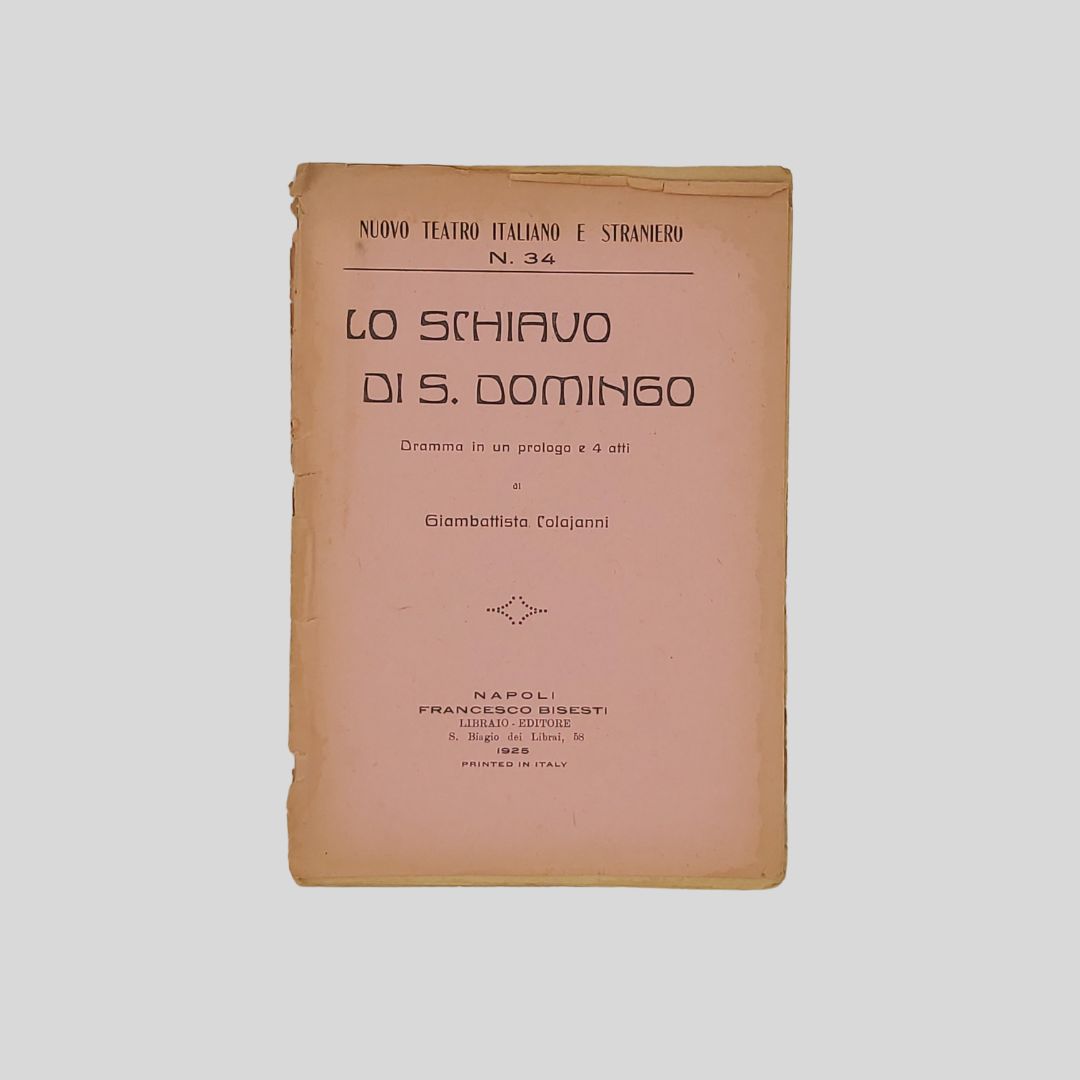 NUOVO TEATRO ITALIANO E STRANIERO
N. 34
LO SCHIAVO
DI S. DOMINGO
Dramma in un prologo e 4 atti
di
Giambattista Colajanni
NAPOLI
FRANCESCO BISESTI
LIBRAIO - EDITORE
S. Biagio dei Librai, 58
1925
PRINTED IN ITALY